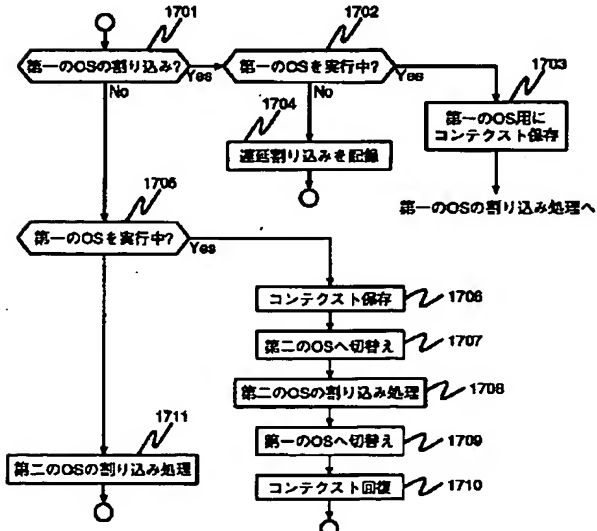 1701
第一のOSの割り込み?
Yes
No
1702
第一のOSを実行中?
Yes
No
1703
第一のOS用に
コンテクスト保存
第一のOSの割り込み処理へ
1704
遅延割り込みを記録
1705
第一のOSを実行中?
Yes
コンテクスト保存
1706
第二のOSへ切替え
1707
第二のOSの割り込み処理
1708
第一のOSへ切替え
1709
コンテクスト回復
1710
1711
第二のOSの割り込み処理